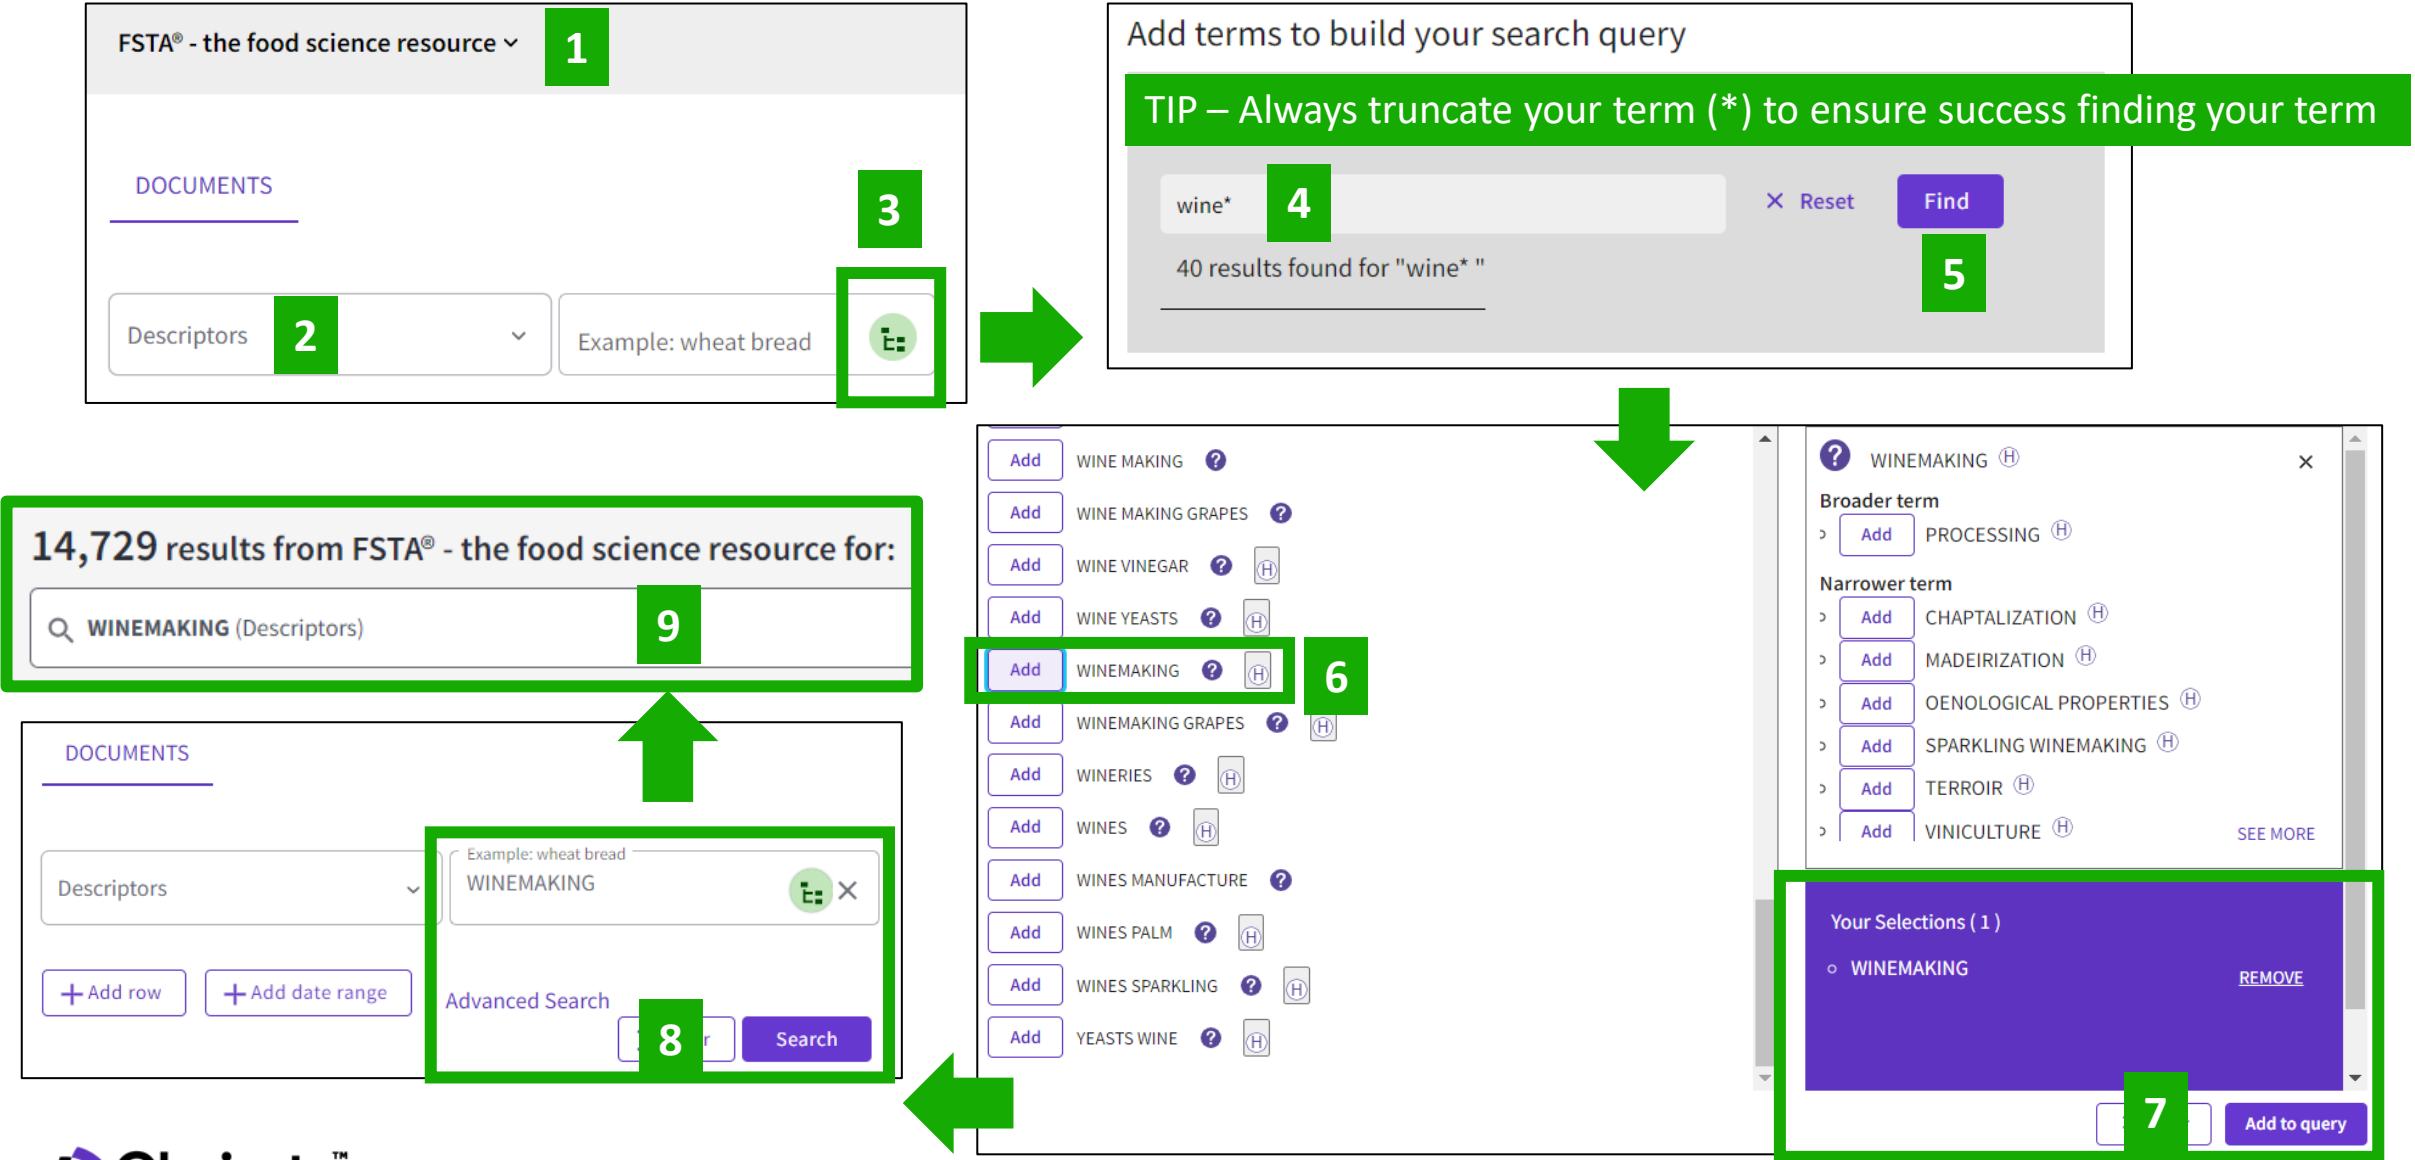 FSTA® - the food science resource
1
DOCUMENTS
3
Descriptors
2
Example: wheat bread
Add terms to build your search query
TIP – Always truncate your term (*) to ensure success finding your term
wine*
4
Reset
Find
40 results found for "wine* "
5
Add WINE MAKING ?
Add WINE MAKING GRAPES ?
Add WINE VINEGAR ? H
Add WINE YEASTS ? H
Add WINEMAKING ? H
6
Add WINEMAKING GRAPES ? H
Add WINERIES ? H
Add WINES ? H
Add WINES MANUFACTURE ?
Add WINES PALM ? H
Add WINES SPARKLING ? H
Add YEASTS WINE ? H
? WINEMAKING H
Broader term
Add PROCESSING H
Narrower term
Add CHAPTALIZATION H
Add MADEIRIZATION H
Add OENOLOGICAL PROPERTIES H
Add SPARKLING WINEMAKING H
Add TERROIR H
Add VINICULTURE H
SEE MORE
Your Selections ( 1 )
WINEMAKING
REMOVE
7
Add to query
DOCUMENTS
Descriptors
Example: wheat bread
WINEMAKING
+ Add row
+ Add date range
Advanced Search
8
Search
14,729 results from FSTA® - the food science resource for:
WINEMAKING (Descriptors)
9